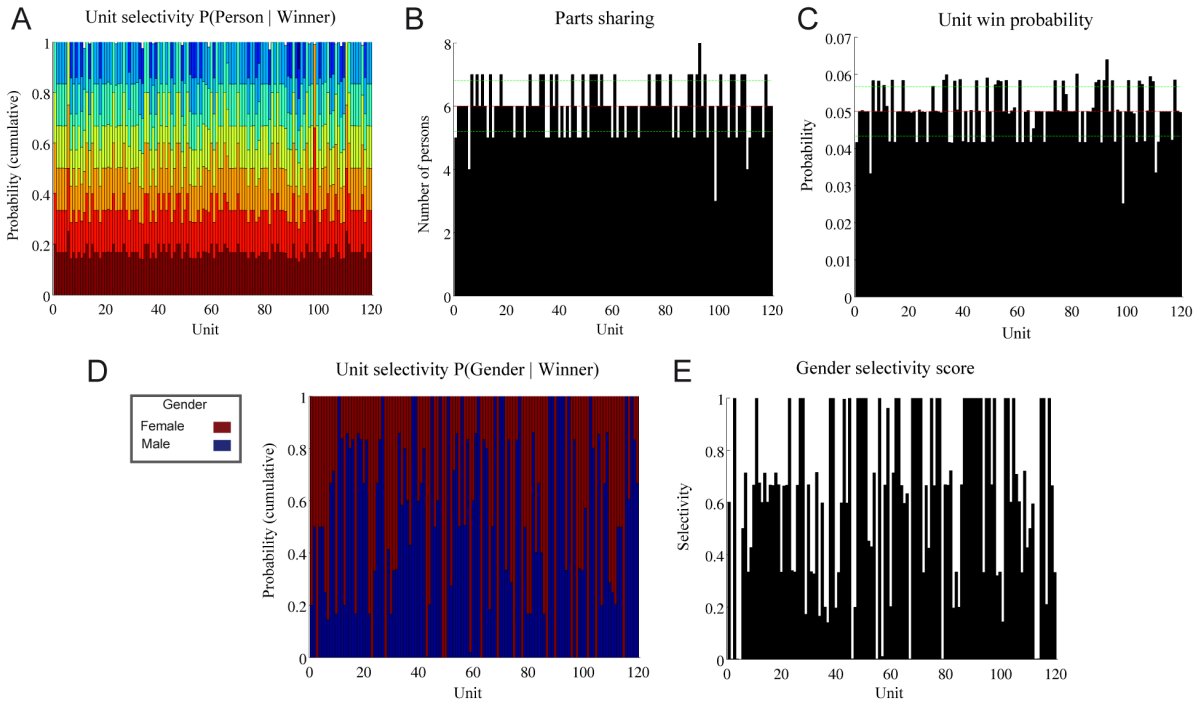 A
Unit selectivity P(Person | Winner)
Probability (cumulative)
1
0.8
0.6
0.4
0.2
0
0 20 40 60 80 100 120
Unit
B
Parts sharing
Number of persons
8
6
4
2
0
0 20 40 60 80 100 120
Unit
C
Unit win probability
Probability
0.07
0.06
0.05
0.04
0.03
0.02
0.01
0
0 20 40 60 80 100 120
Unit
D
Gender
Female
Male
Unit selectivity P(Gender | Winner)
Probability (cumulative)
1
0.8
0.6
0.4
0.2
0
0 20 40 60 80 100 120
Unit
E
Gender selectivity score
Selectivity
1
0.8
0.6
0.4
0.2
0
0 20 40 60 80 100 120
Unit